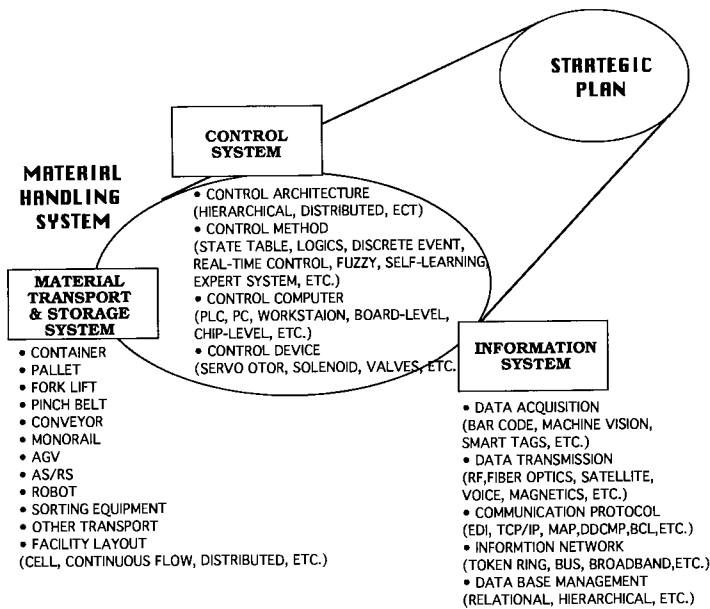 STRATEGIC
PLAN
CONTROL
SYSTEM
MATERIAL
HANDLING
SYSTEM
• CONTROL ARCHITECTURE
(HIERARCHICAL, DISTRIBUTED, ECT)
• CONTROL METHOD
(STATE TABLE, LOGICS, DISCRETE EVENT,
REAL-TIME CONTROL, FUZZY, SELF-LEARNING,
EXPERT SYSTEM, ETC.)
• CONTROL COMPUTER
(PLC, PC, WORKSTAION, BOARD-LEVEL,
CHIP-LEVEL, ETC.)
• CONTROL DEVICE
(SERVO OTOR, SOLENOID, VALVES, ETC.
MATERIAL
TRANSPORT
& STORAGE
SYSTEM
• CONTAINER
• PALLET
• FORK LIFT
• PINCH BELT
• CONVEYOR
• MONORAIL
• AGV
• AS/RS
• ROBOT
• SORTING EQUIPMENT
• OTHER TRANSPORT
• FACILITY LAYOUT
(CELL, CONTINUOUS FLOW, DISTRIBUTED, ETC.)
INFORMATION
SYSTEM
• DATA ACQUISITION
(BAR CODE, MACHINE VISION,
SMART TAGS, ETC.)
• DATA TRANSMISSION
(RF,FIBER OPTICS, SATELLITE,
VOICE, MAGNETICS, ETC.)
• COMMUNICATION PROTOCOL
(EDI, TCP/IP, MAP,DDCMP,BCL,ETC.)
• INFORMTION NETWORK
(TOKEN RING, BUS, BROADBAND,ETC.)
• DATA BASE MANAGEMENT
(RELATIONAL, HIERARCHICAL, ETC.)